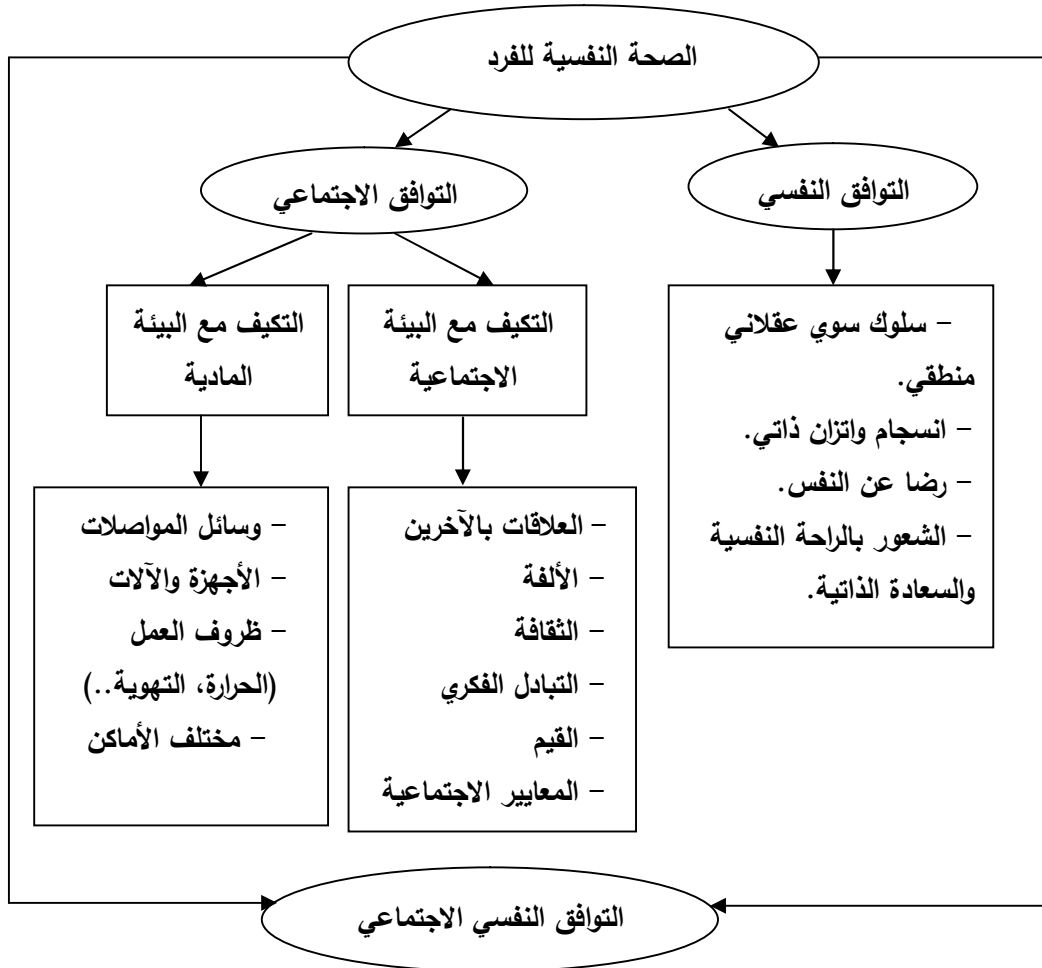 الصحة النفسية للفرد
التوافق النفسي
التوافق الاجتماعي
– سلوك سوي عقلاني
منطقي.
– انسجام واتزان ذاتي.
– رضا عن النفس.
– الشعور بالراحة النفسية
والسعادة الذاتية.
التكيف مع البيئة
الاجتماعية
التكيف مع البيئة
المادية
– العلاقات بالآخرين
– الألفة
– الثقافة
– التبادل الفكري
– القيم
– المعايير الاجتماعية
– وسائل المواصلات
– الأجهزة والآلات
– ظروف العمل
(الحرارة، التهوية..)
– مختلف الأماكن
التوافق النفسي الاجتماعي